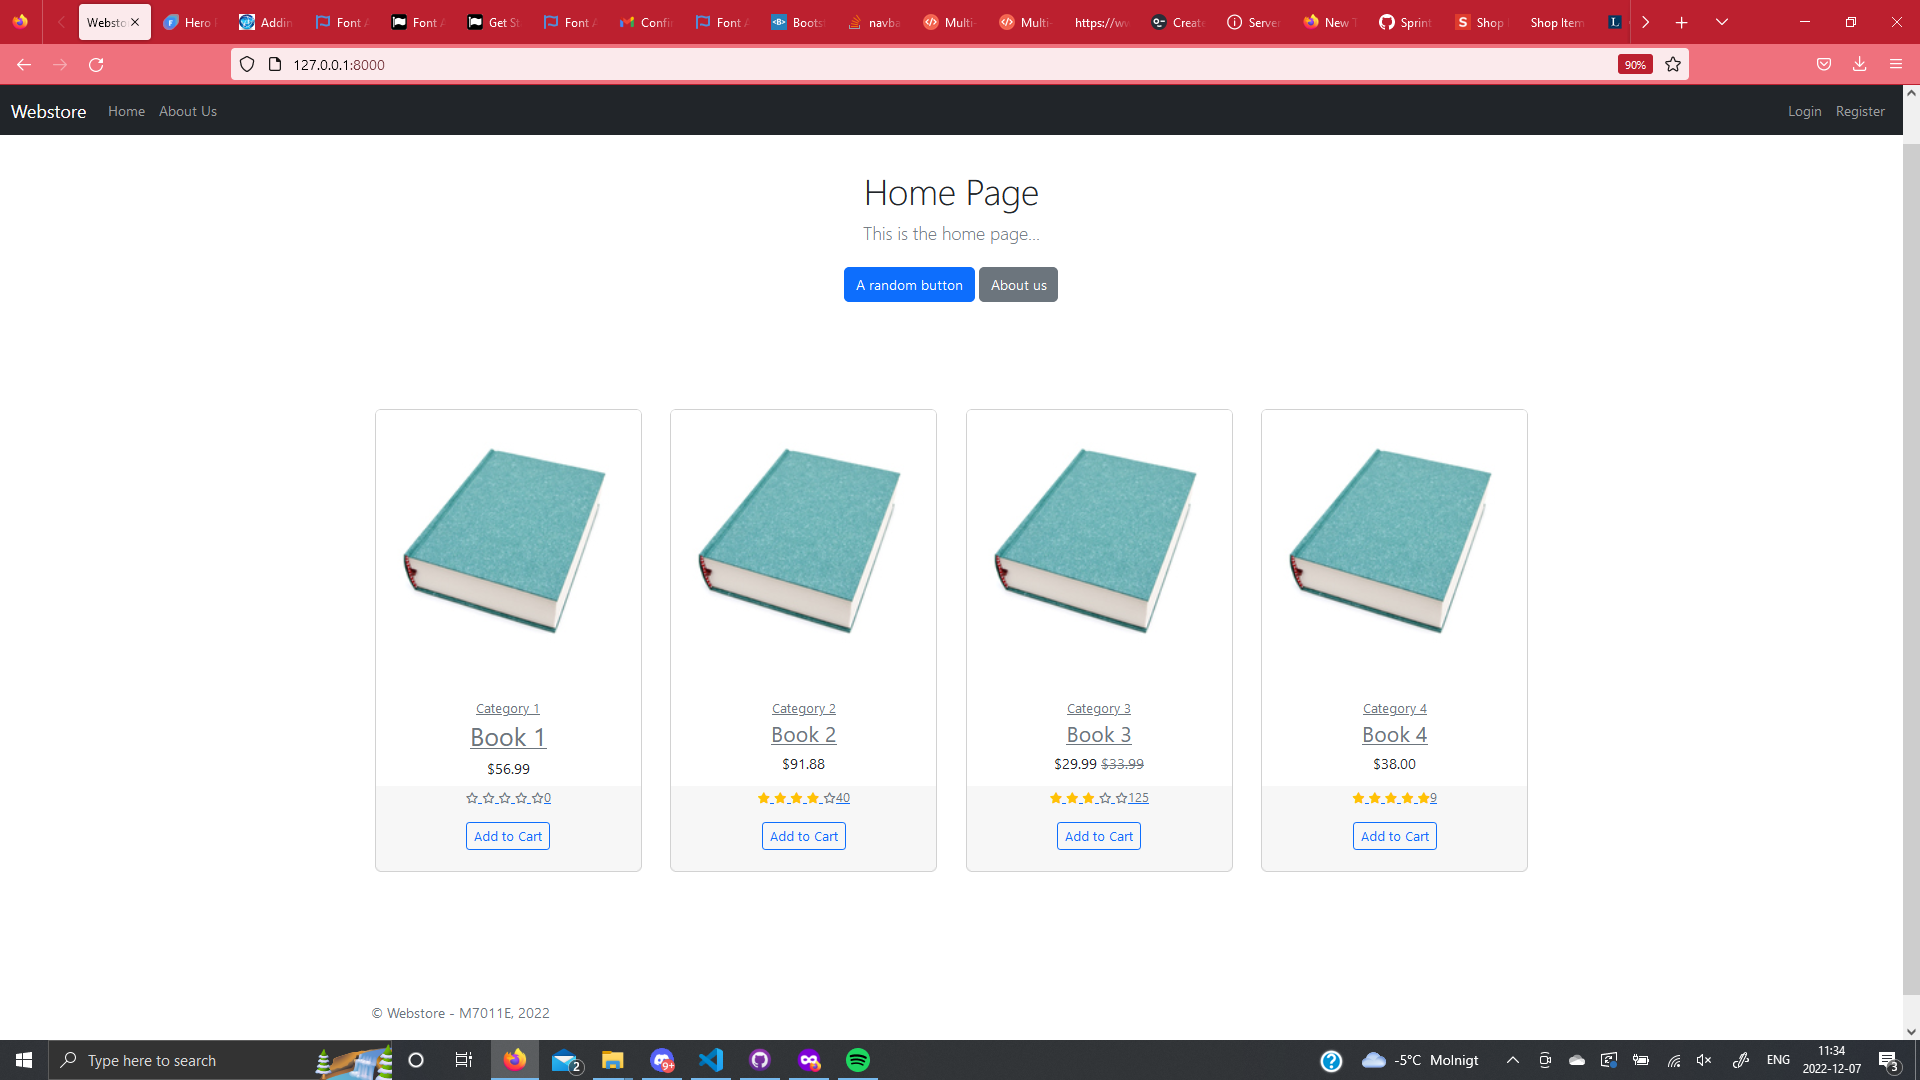 Websto
Hero
Addin
Font
Font
Get St
Font
Confir
Font
Boots
navba
Multi-
Multi-
https://w
Create
Server
New T
Sprint
Shop
Shop Item
127.0.0.1:8000
90%
Webstore Home About Us Login Register
Home Page
This is the home page...
A random button About us
Category 1 Category 2 Category 3 Category 4
Book 1 Book 2 Book 3 Book 4
$56.99 $91.88 $29.99 $33.99 $38.00
0 40 125 9
Add to Cart Add to Cart Add to Cart Add to Cart
© Webstore - M7011E, 2022
Type here to search
2
9+
-5°C Molnigt
ENG
11:34
2022-12-07
3